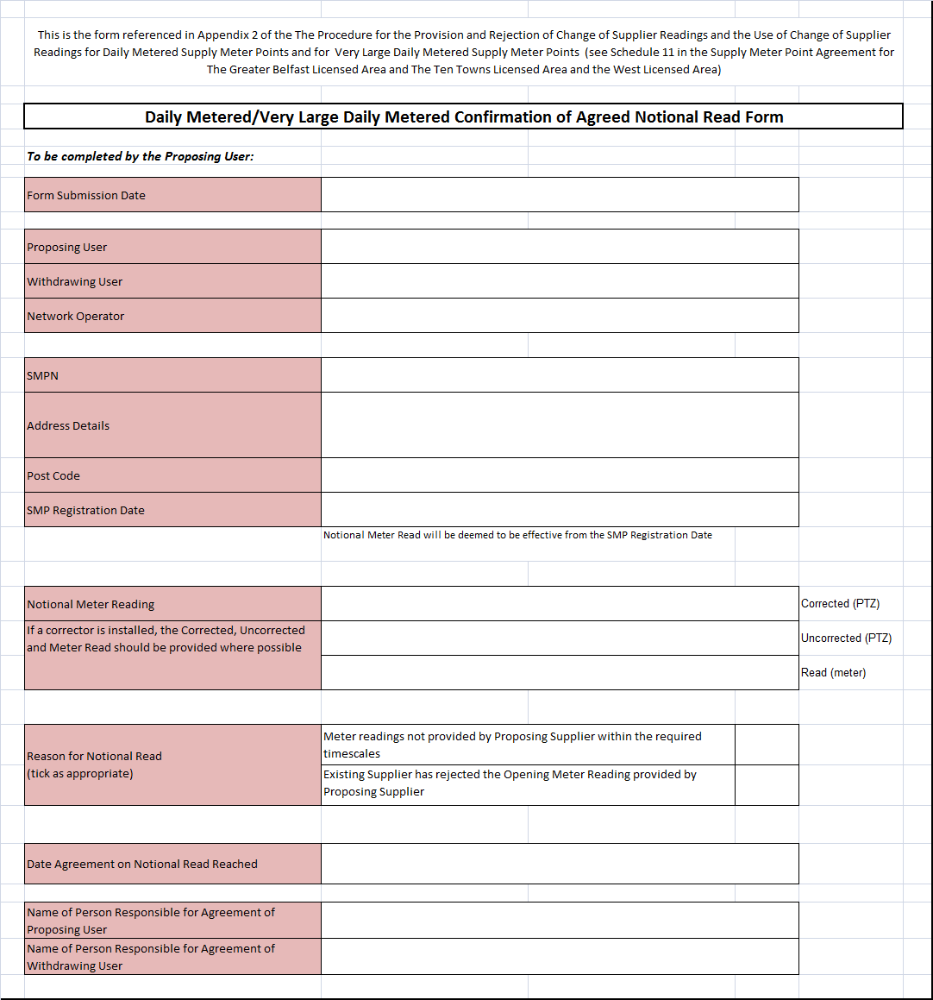 This is the form referenced in Appendix 2 of the The Procedure for the Provision and Rejection of Change of Supplier Readings and the Use of Change of Supplier
Readings for Daily Metered Supply Meter Points and for  Very Large Daily Metered Supply Meter Points  (see Schedule 11 in the Supply Meter Point Agreement for
The Greater Belfast Licensed Area and The Ten Towns Licensed Area and the West Licensed Area)
Daily Metered/Very Large Daily Metered Confirmation of Agreed Notional Read Form
To be completed by the Proposing User:
Form Submission Date
Proposing User
Withdrawing User
Network Operator
SMPN
Address Details
Post Code
SMP Registration Date
Notional Meter Read will be deemed to be effective from the SMP Registration Date
Notional Meter Reading
Corrected (PTZ)
If a corrector is installed, the Corrected, Uncorrected
and Meter Read should be provided where possible
Uncorrected (PTZ)
Read (meter)
Reason for Notional Read
(tick as appropriate)
Meter readings not provided by Proposing Supplier within the required
timescales
Existing Supplier has rejected the Opening Meter Reading provided by
Proposing Supplier
Date Agreement on Notional Read Reached
Name of Person Responsible for Agreement of
Proposing User
Name of Person Responsible for Agreement of
Withdrawing User